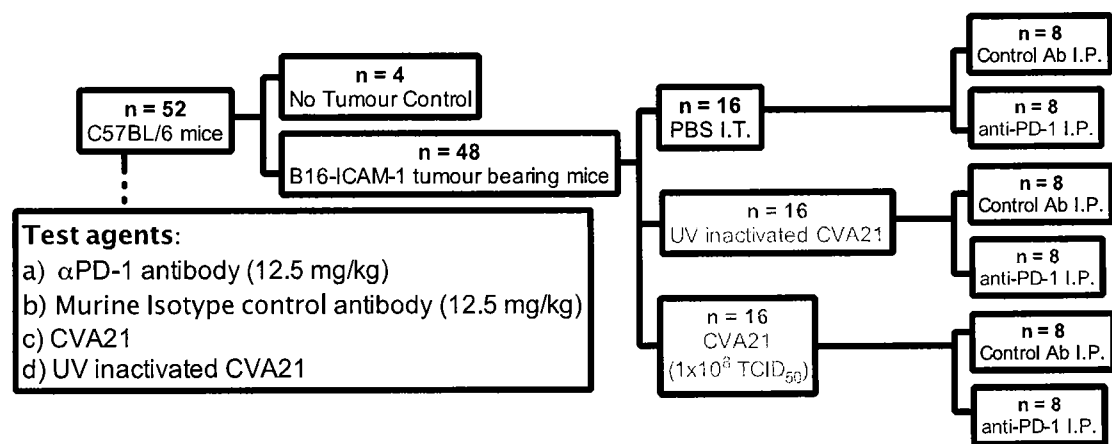 n = 52
C57BL/6 mice
n = 4
No Tumour Control
n = 48
B16-ICAM-1 tumour bearing mice
n = 16
PBS I.T.
n = 8
Control Ab I.P.
n = 8
anti-PD-1 I.P.
n = 16
UV inactivated CVA21
n = 8
Control Ab I.P.
n = 8
anti-PD-1 I.P.
n = 16
CVA21
(1x10⁸ TCID₅₀)
n = 8
Control Ab I.P.
n = 8
anti-PD-1 I.P.
Test agents:
a) αPD-1 antibody (12.5 mg/kg)
b) Murine Isotype control antibody (12.5 mg/kg)
c) CVA21
d) UV inactivated CVA21